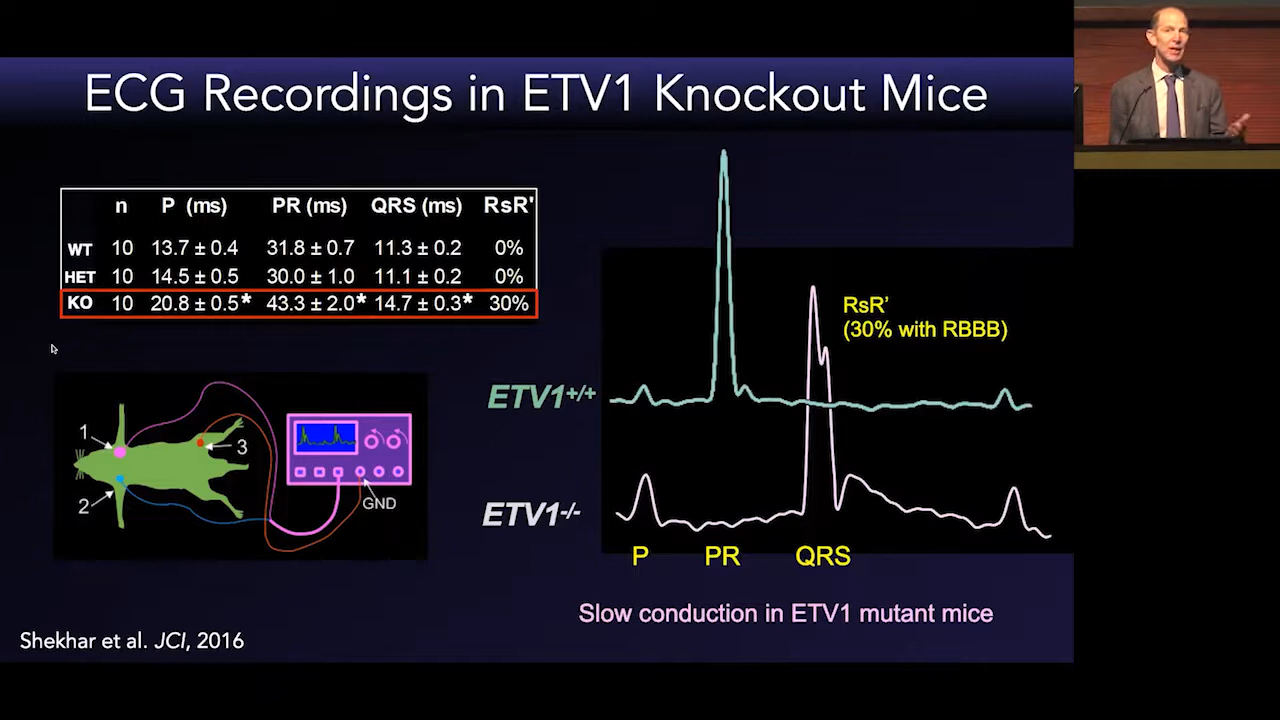 ECG Recordings in ETV1 Knockout Mice
n P (ms) PR (ms) QRS (ms) RsR'
WT 10 13.7 ± 0.4 31.8 ± 0.7 11.3 ± 0.2 0%
HET 10 14.5 ± 0.5 30.0 ± 1.0 11.1 ± 0.2 0%
KO 10 20.8 ± 0.5* 43.3 ± 2.0* 14.7 ± 0.3* 30%
RsR’
(30% with RBBB)
ETV1+/+
ETV1-/-
P PR QRS
1
2
3
GND
Slow conduction in ETV1 mutant mice
Shekhar et al. JCI, 2016